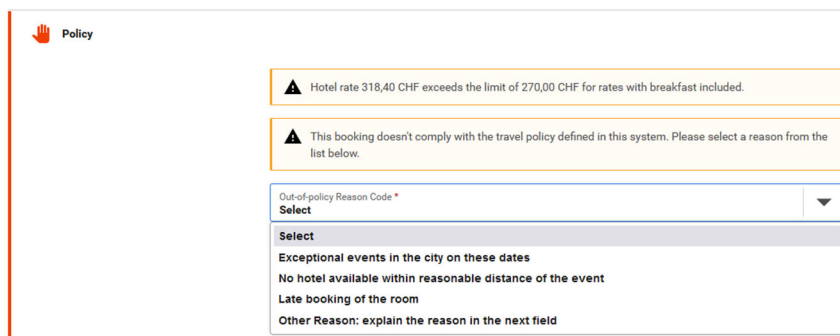 Policy
Hotel rate 318,40 CHF exceeds the limit of 270,00 CHF for rates with breakfast included.
This booking doesn't comply with the travel policy defined in this system. Please select a reason from the
list below.
Out-of-policy Reason Code *
Select
Select
Exceptional events in the city on these dates
No hotel available within reasonable distance of the event
Late booking of the room
Other Reason: explain the reason in the next field